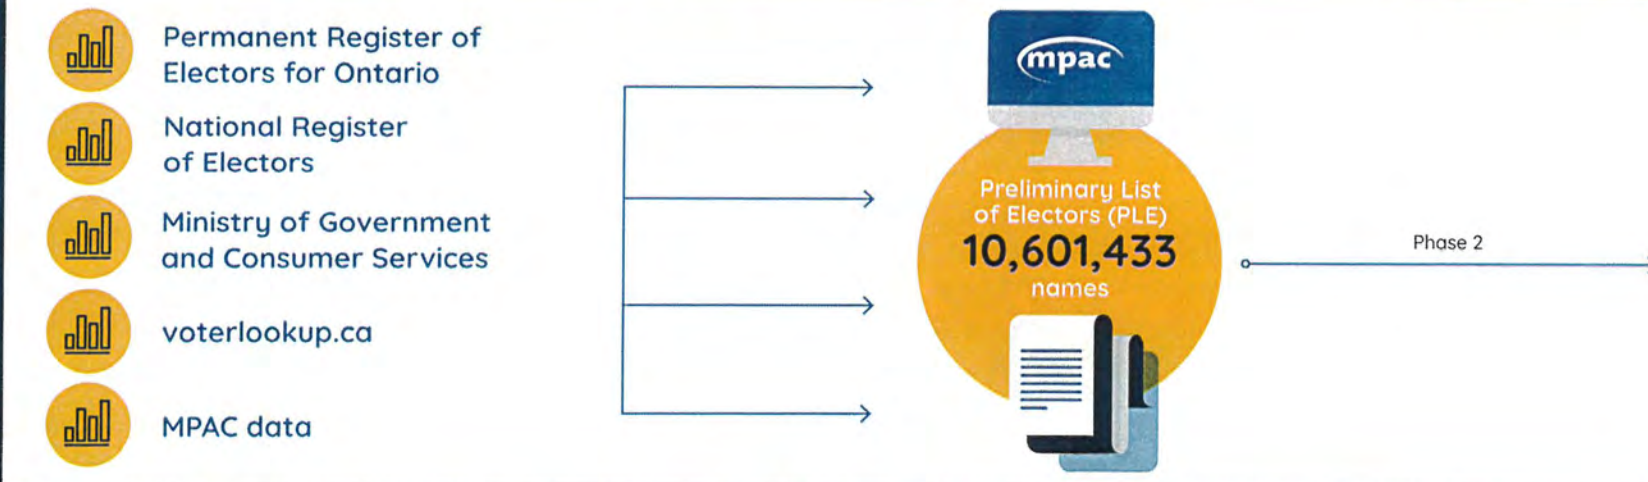 Permanent Register of
Electors for Ontario
National Register
of Electors
Ministry of Government
and Consumer Services
voterlookup.ca
MPAC data
mpac
Preliminary List
of Electors (PLE)
10,601,433
names
Phase 2